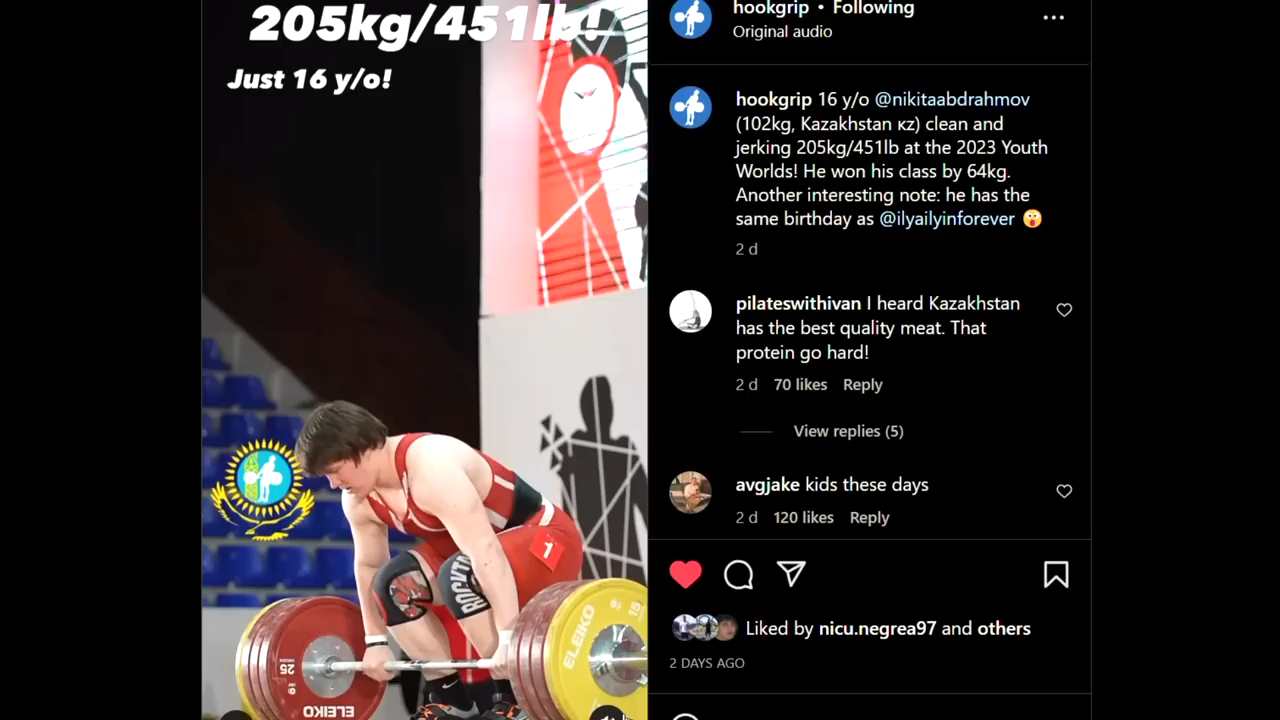 205kg/451lb!
Just 16 y/o!
ROCKTA
1
25
ELEIKO
ELEIKO
15
hookgrip • Following
Original audio
hookgrip 16 y/o @nikitaabdrahmov
(102kg, Kazakhstan ᴋᴢ) clean and
jerking 205kg/451lb at the 2023 Youth
Worlds! He won his class by 64kg.
Another interesting note: he has the
same birthday as @ilyailyinforever 😲
2 d
pilateswithivan I heard Kazakhstan
has the best quality meat. That
protein go hard!
2 d 70 likes Reply
View replies (5)
avgjake kids these days
2 d 120 likes Reply
Liked by nicu.negrea97 and others
2 DAYS AGO